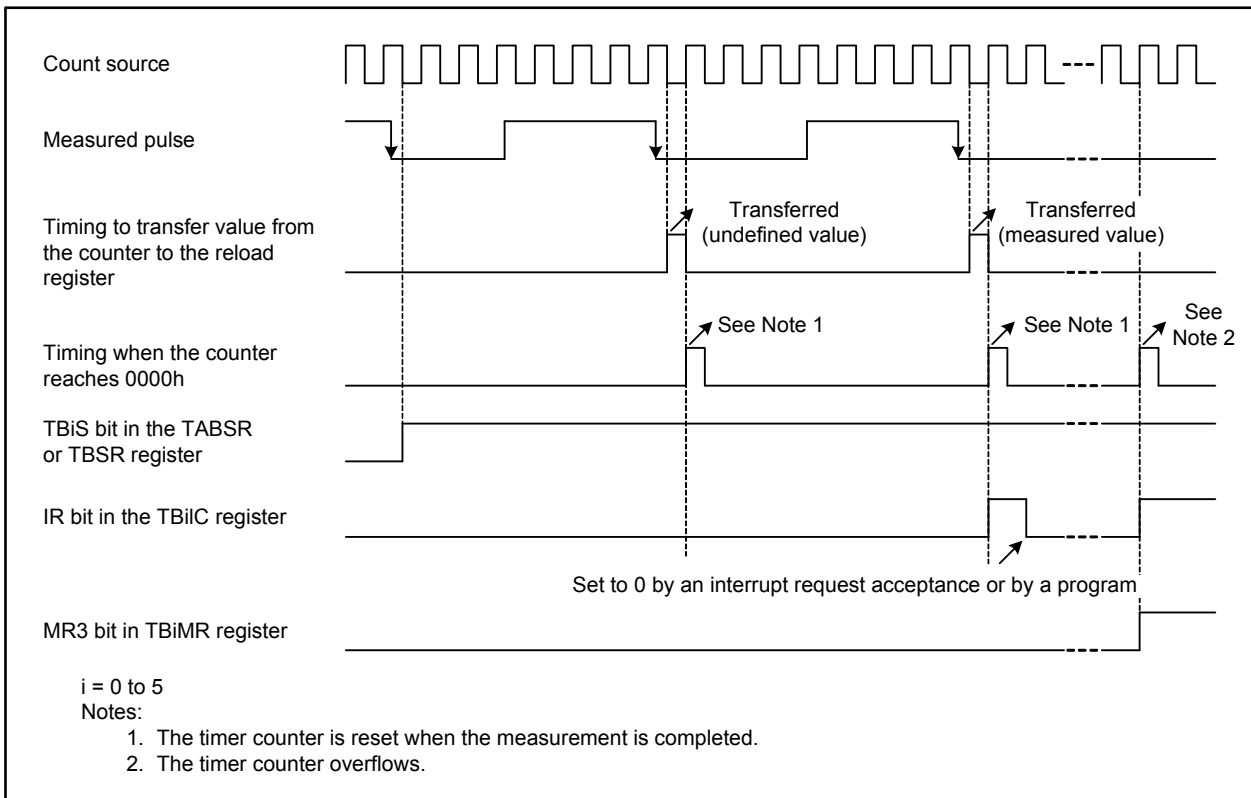 Count source
Measured pulse
Timing to transfer value from
the counter to the reload
register
Transferred
(undefined value)
Transferred
(measured value)
Timing when the counter
reaches 0000h
See Note 1
See Note 1
See
Note 2
TBiS bit in the TABSR
or TBSR register
IR bit in the TBiIC register
Set to 0 by an interrupt request acceptance or by a program
MR3 bit in TBiMR register
i = 0 to 5
Notes:
1. The timer counter is reset when the measurement is completed.
2. The timer counter overflows.